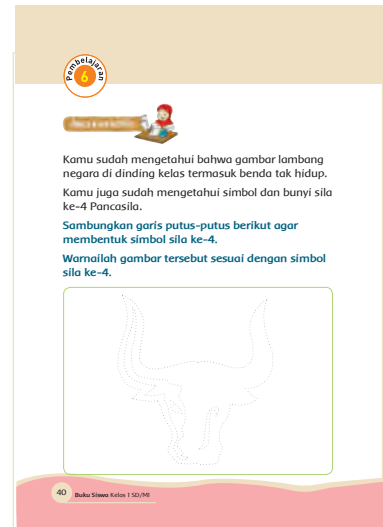 Pembelajaran
6
Kamu sudah mengetahui bahwa gambar lambang
negara di dinding kelas termasuk benda tak hidup.
Kamu juga sudah mengetahui simbol dan bunyi sila
ke-4 Pancasila.
Sambungkan garis putus-putus berikut agar
membentuk simbol sila ke-4.
Warnailah gambar tersebut sesuai dengan simbol
sila ke-4.
40 Buku Siswa Kelas 1 SD/MI